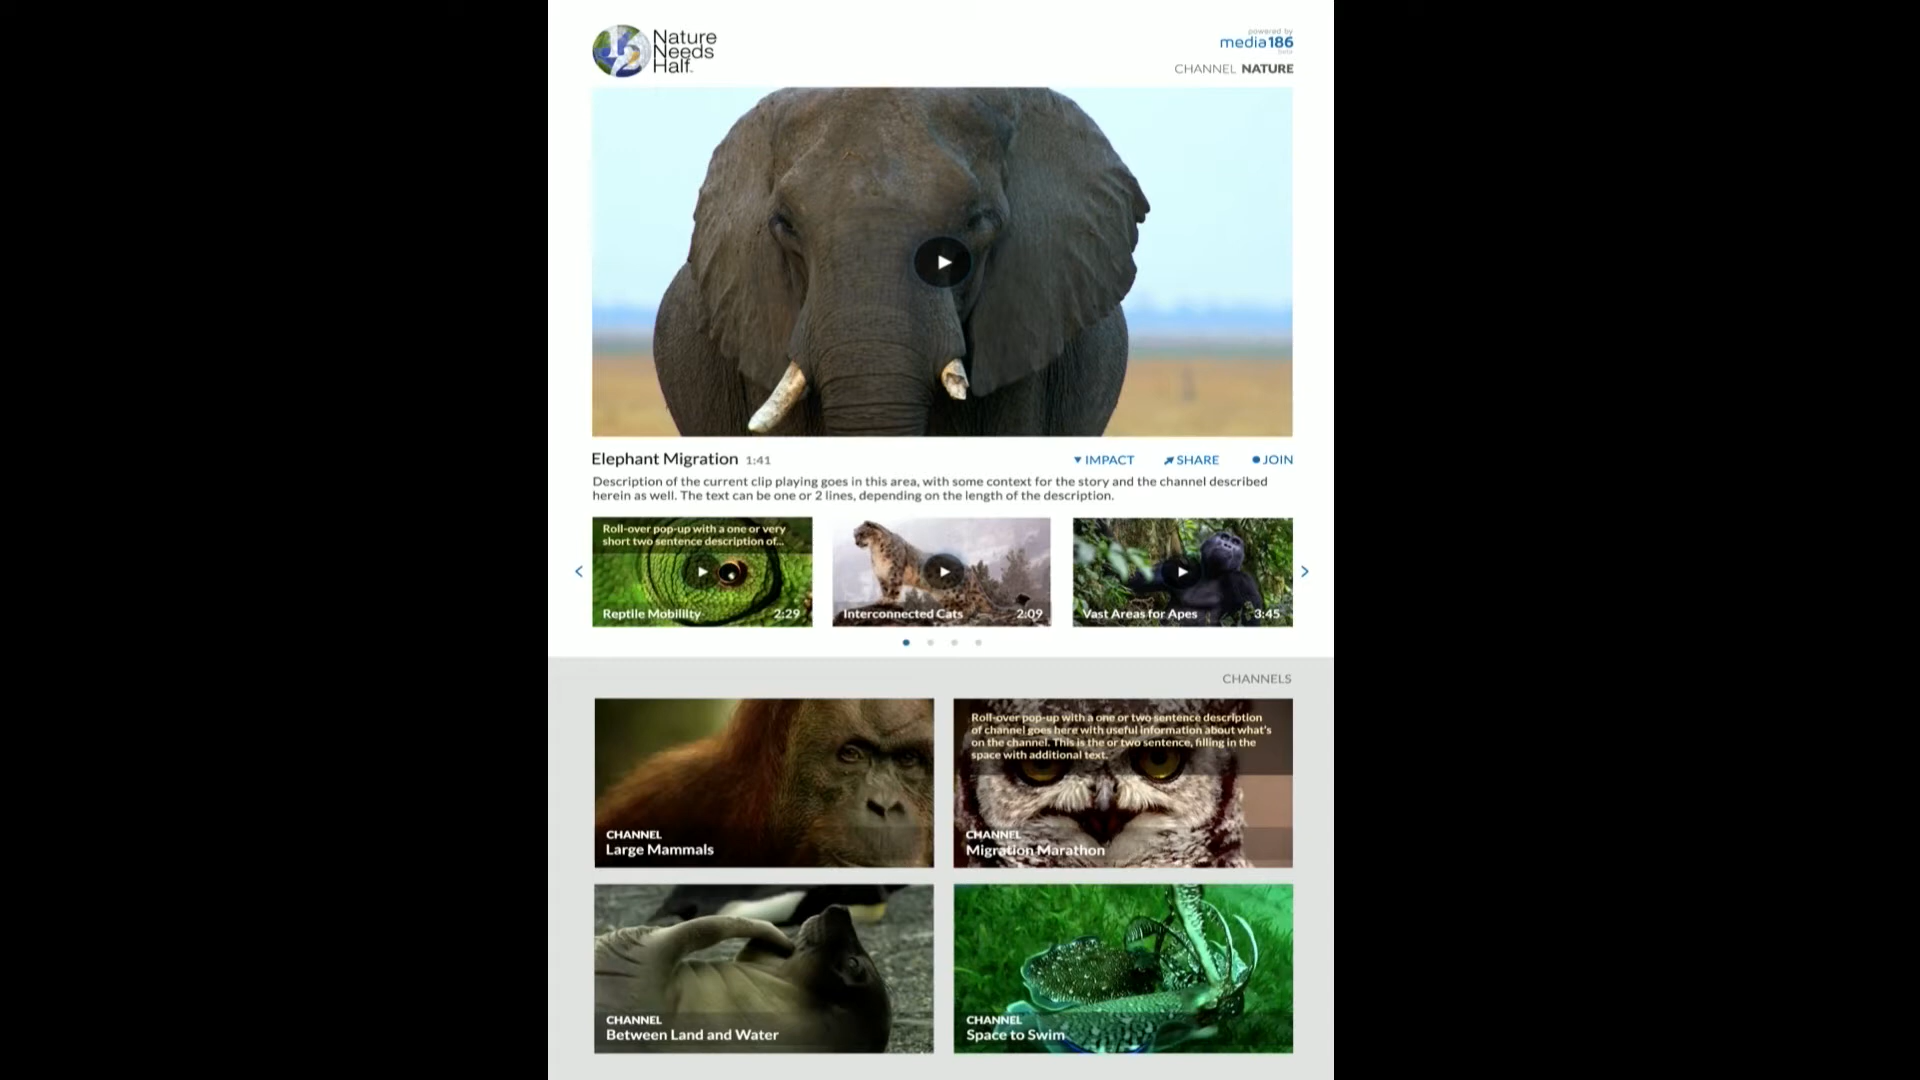 Nature
Needs
Half.
powered by
media186
beta
CHANNEL NATURE
Elephant Migration 1:41
IMPACT
SHARE
JOIN
Description of the current clip playing goes in this area, with some context for the story and the channel described
herein as well. The text can be one or 2 lines, depending on the length of the description.
Roll-over pop-up with a one or very
short two sentence description of...
Reptile Mobililty 2:29
Interconnected Cats 2:09
Vast Areas for Apes 3:45
CHANNELS
CHANNEL
Large Mammals
Roll-over pop-up with a one or two sentence description
of channel goes here with useful information about what's
on the channel. This is the or two sentence, filling in the
space with additional text.
CHANNEL
Migration Marathon
CHANNEL
Between Land and Water
CHANNEL
Space to Swim